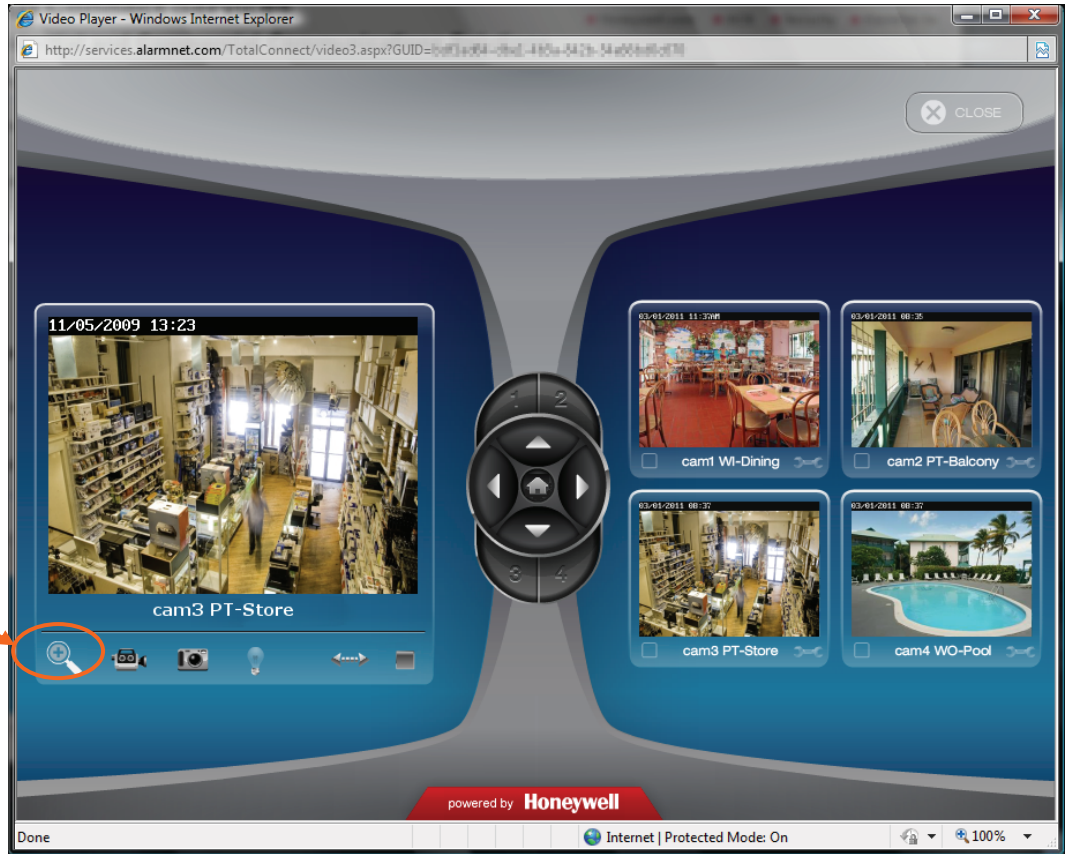 Video Player - Windows Internet Explorer
http://services.alarmnet.com/TotalConnect/video3.aspx?GUID=
CLOSE
11/05/2009 13:23
cam3 PT-Store
1 2
3 4
03/01/2011 11:37AM
cam1 WI-Dining
03/01/2011 08:35
cam2 PT-Balcony
03/01/2011 08:37
cam3 PT-Store
03/01/2011 08:37
cam4 WO-Pool
powered by Honeywell
Done
Internet | Protected Mode: On
100%